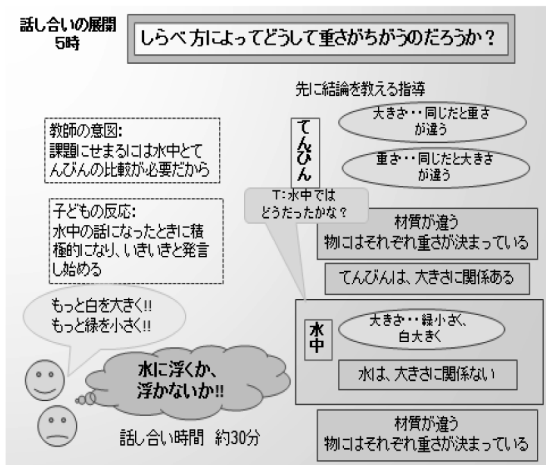 話し合いの展開
5時
しらべ方によってどうして重さがちがうのだろうか？
先に結論を教える指導
教師の意図：
課題にせまるには水中とて
んびんの比較が必要だから
てんびん
大きさ・・同じだと重さ
が違う
重さ・・同じだと大きさ
が違う
T：水中では
どうだったかな？
子どもの反応：
水中の話になったときに積
極的になり、いきいきと発言
し始める
材質が違う
物にはそれぞれ重さが決まっている
てんびんは、大きさに関係ある
もっと白を大きく!!
もっと緑を小さく!!
水中
大きさ・・緑小さく、
白大きく
水に浮くか、
浮かないか!!
水は、大きさに関係ない
話し合い時間　約30分
材質が違う
物にはそれぞれ重さが決まっている